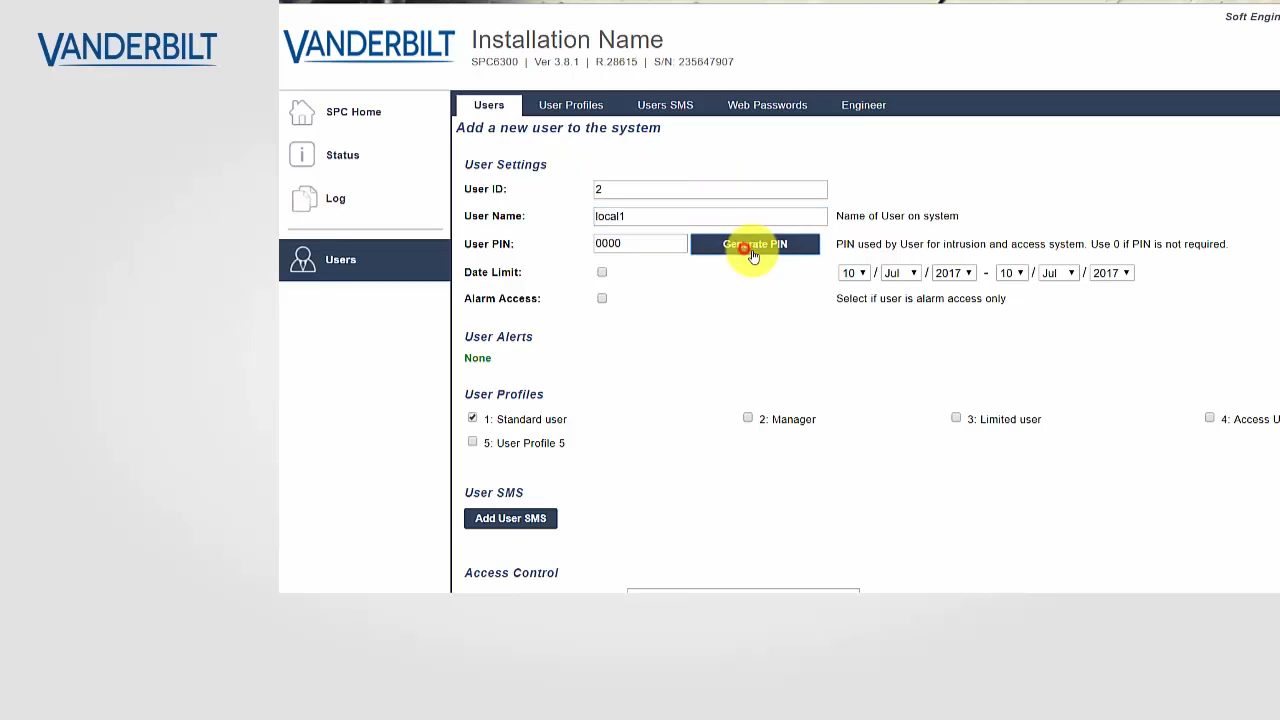 Soft Engin
VANDERBILT
VANDERBILT
Installation Name
SPC6300 | Ver 3.8.1 | R.28615 | S/N: 235647907
SPC Home
Status
Log
Users
Users User Profiles Users SMS Web Passwords Engineer
Add a new user to the system
User Settings
User ID: 2
User Name: local1 Name of User on system
User PIN: 0000 Generate PIN PIN used by User for intrusion and access system. Use 0 if PIN is not required.
Date Limit: 10 / Jul / 2017 - 10 / Jul / 2017
Alarm Access: Select if user is alarm access only
User Alerts
None
User Profiles
1: Standard user 2: Manager 3: Limited user 4: Access U
5: User Profile 5
User SMS
Add User SMS
Access Control